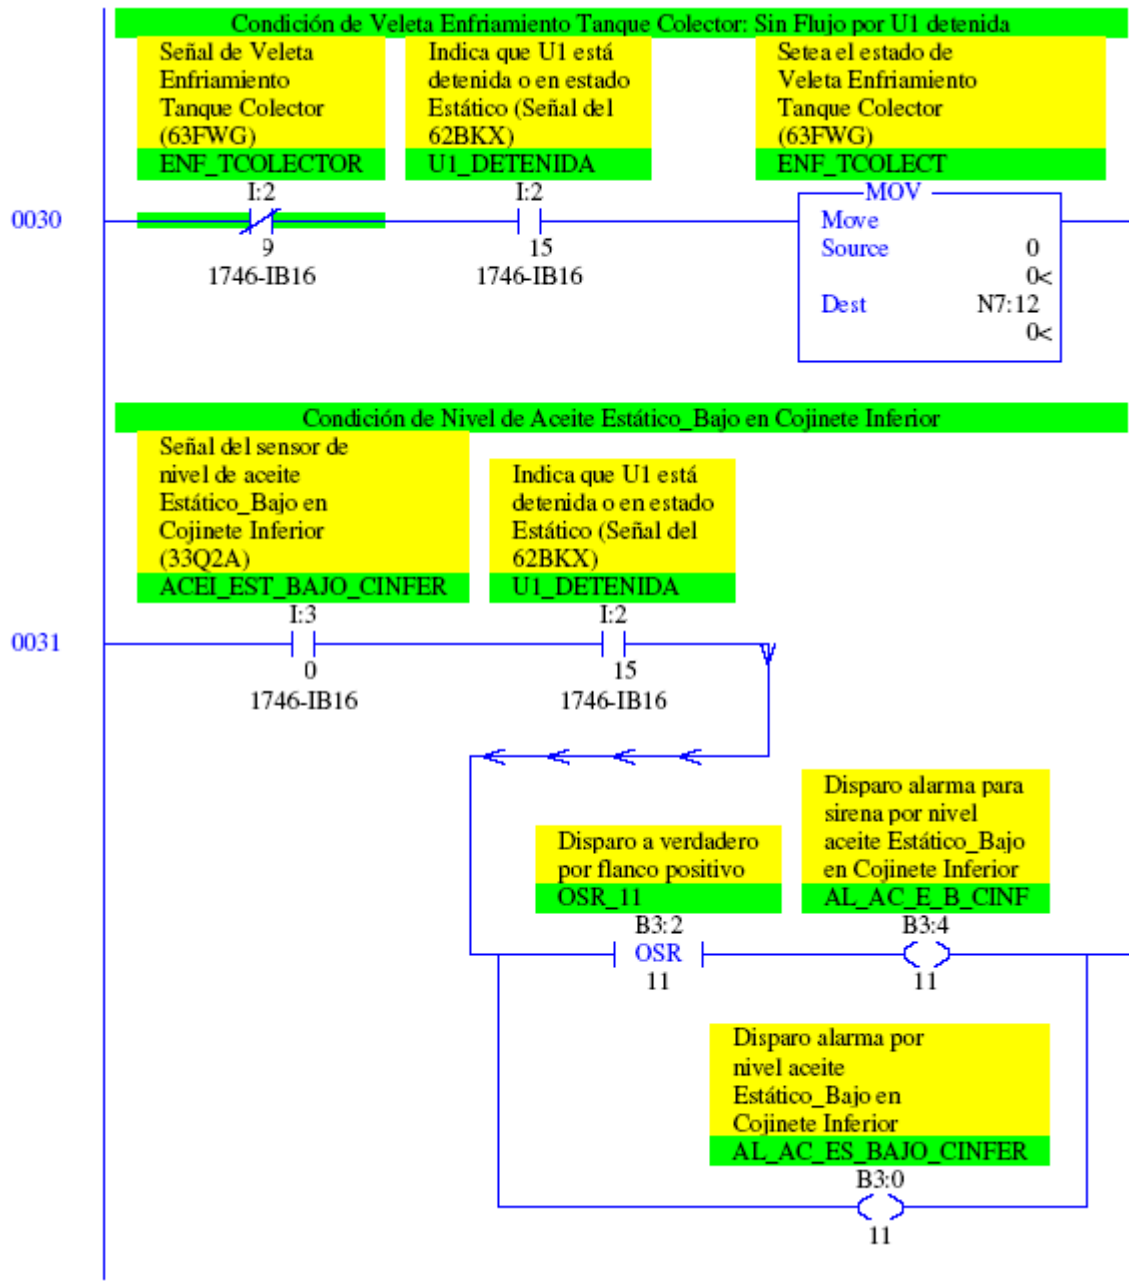 Condición de Veleta Enfriamiento Tanque Colector: Sin Flujo por U1 detenida
Señal de Veleta
Enfriamiento
Tanque Colector
(63FWG)
ENF_TCOLECTOR
I:2
9
1746-IB16
Indica que U1 está
detenida o en estado
Estático (Señal del
62BKX)
U1_DETENIDA
I:2
15
1746-IB16
Setea el estado de
Veleta Enfriamiento
Tanque Colector
(63FWG)
ENF_TCOLECT
MOV
Move
Source 0
0<
Dest N7:12
0<
0030
Condición de Nivel de Aceite Estático_Bajo en Cojinete Inferior
Señal del sensor de
nivel de aceite
Estático_Bajo en
Cojinete Inferior
(33Q2A)
ACEI_EST_BAJO_CINFER
I:3
0
1746-IB16
Indica que U1 está
detenida o en estado
Estático (Señal del
62BKX)
U1_DETENIDA
I:2
15
1746-IB16
0031
Disparo a verdadero
por flanco positivo
OSR_11
B3:2
OSR
11
Disparo alarma para
sirena por nivel
aceite Estático_Bajo
en Cojinete Inferior
AL_AC_E_B_CINF
B3:4
11
Disparo alarma por
nivel aceite
Estático_Bajo en
Cojinete Inferior
AL_AC_ES_BAJO_CINFER
B3:0
11